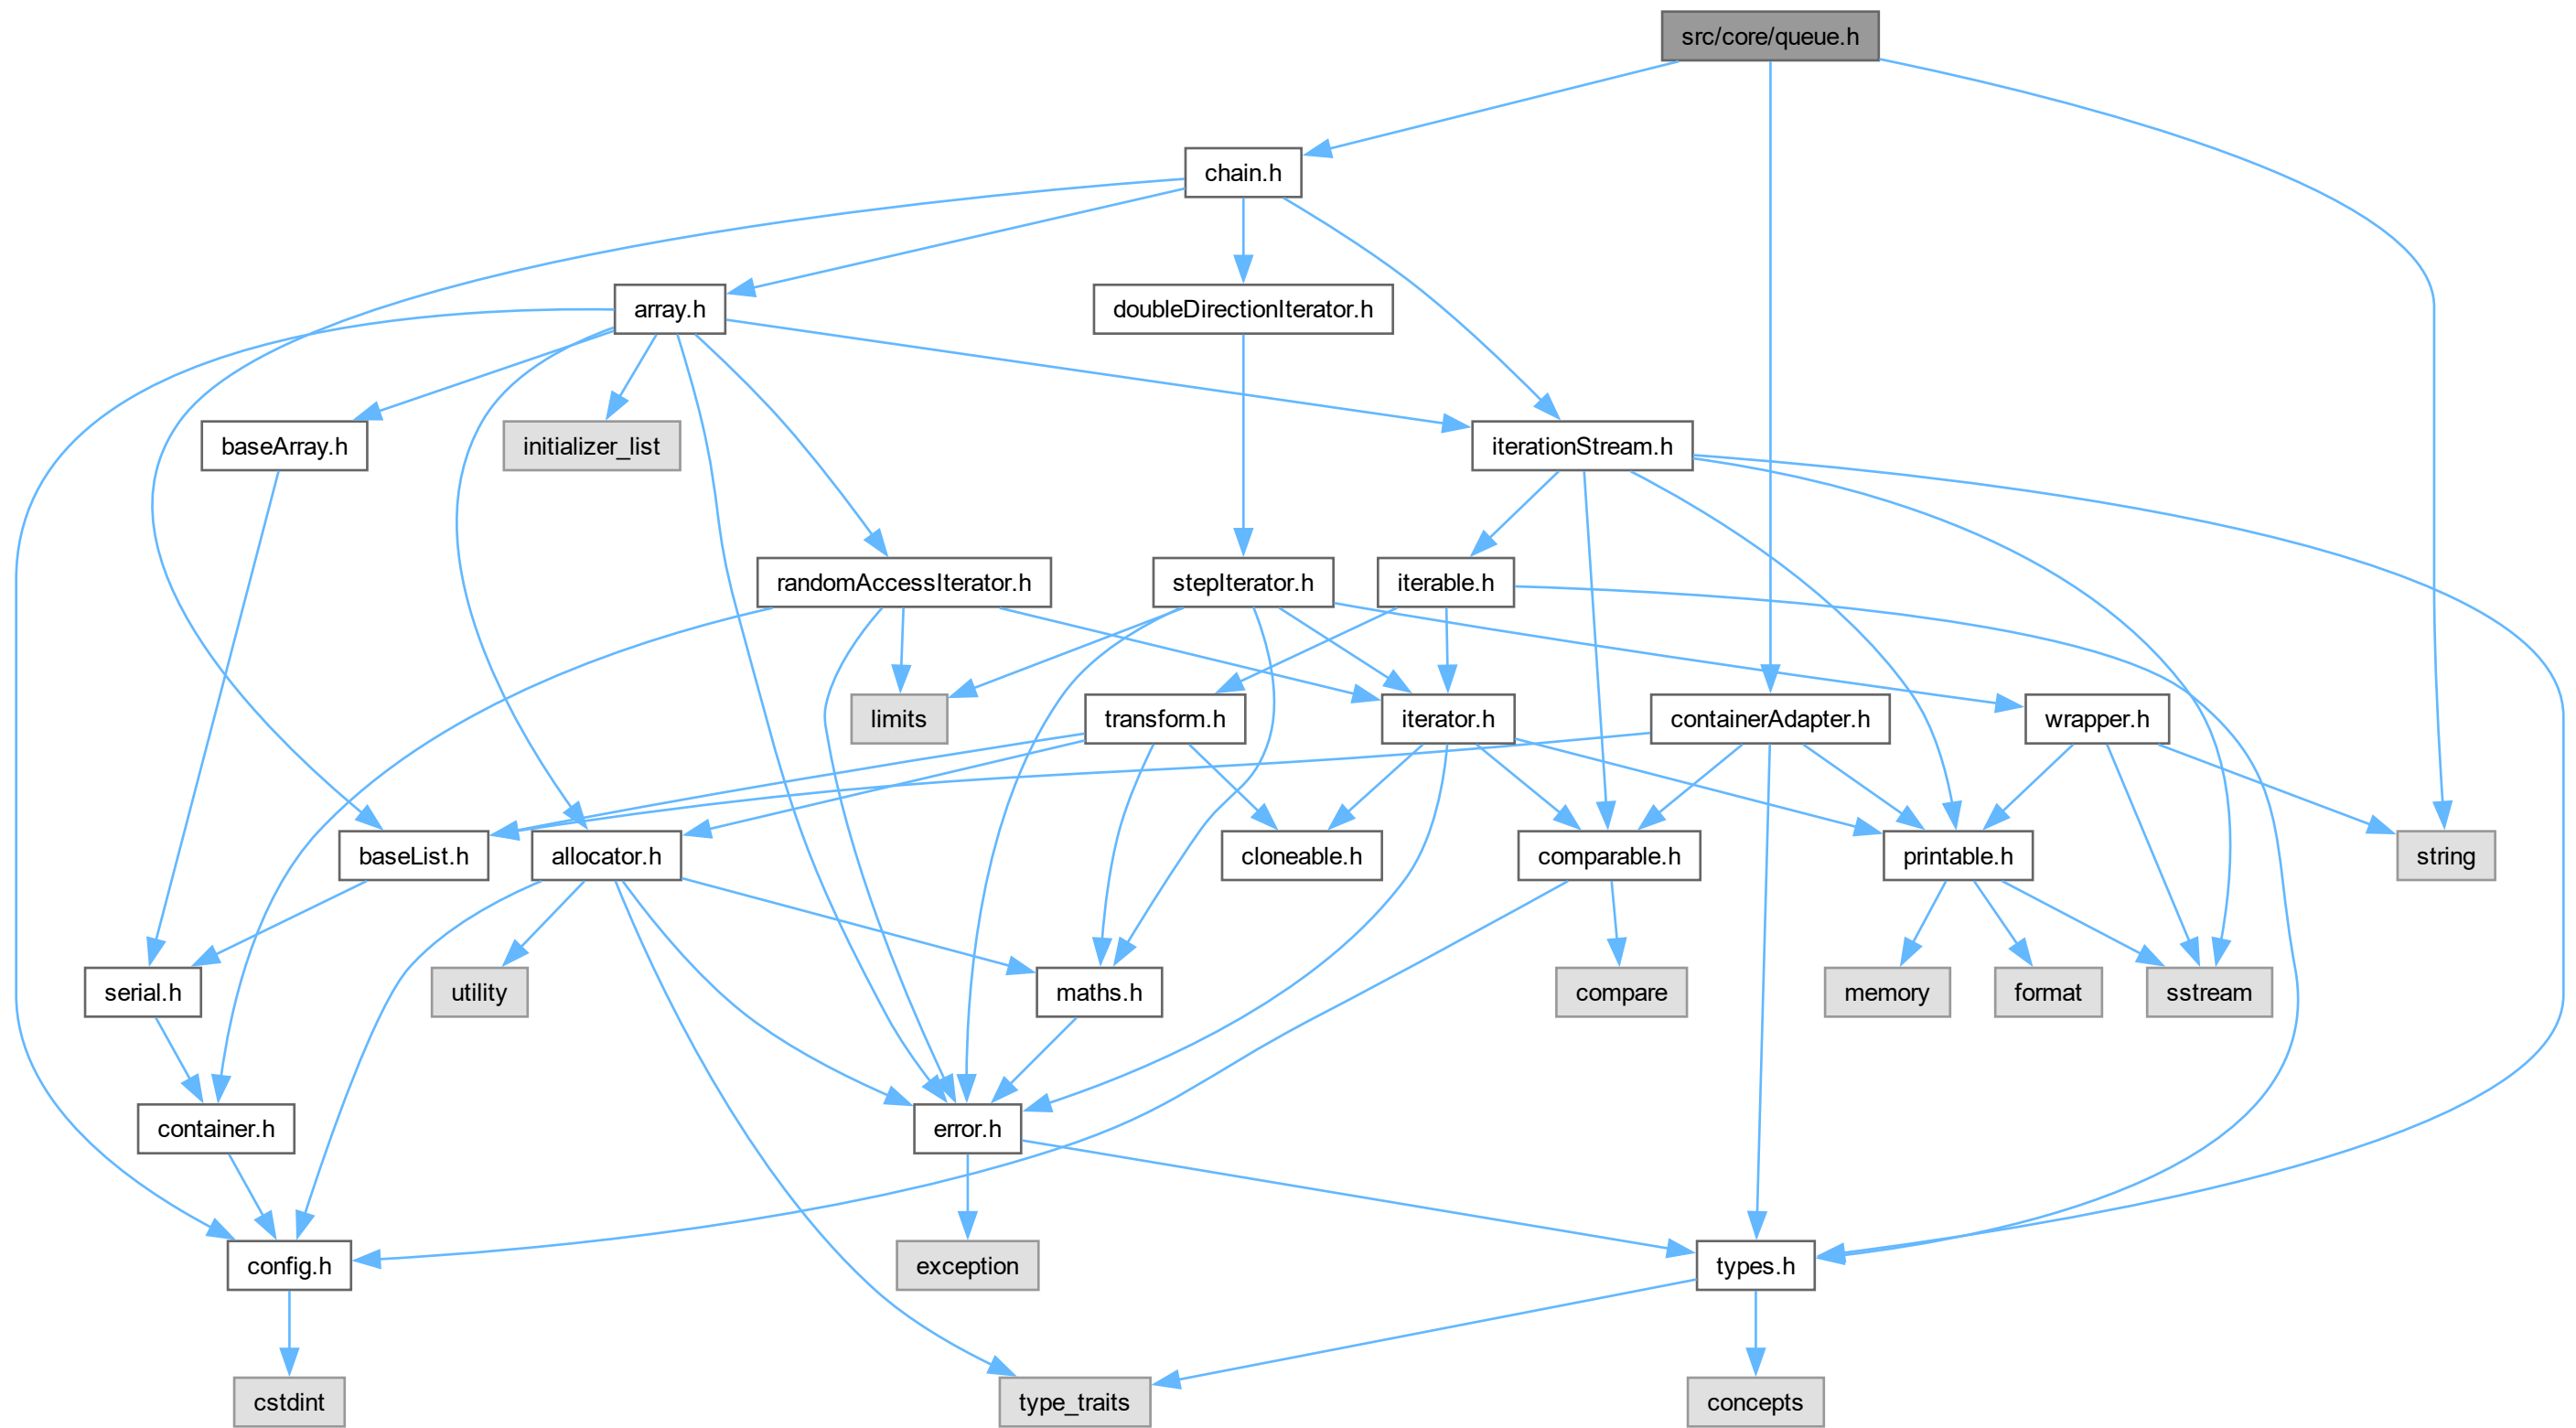 src/core/queue.h
chain.h
array.h
doubleDirectionIterator.h
baseArray.h
initializer_list
iterationStream.h
randomAccessIterator.h
stepIterator.h
iterable.h
limits
transform.h
iterator.h
containerAdapter.h
wrapper.h
baseList.h
allocator.h
cloneable.h
comparable.h
printable.h
string
serial.h
utility
maths.h
compare
memory
format
sstream
container.h
error.h
config.h
exception
types.h
cstdint
type_traits
concepts